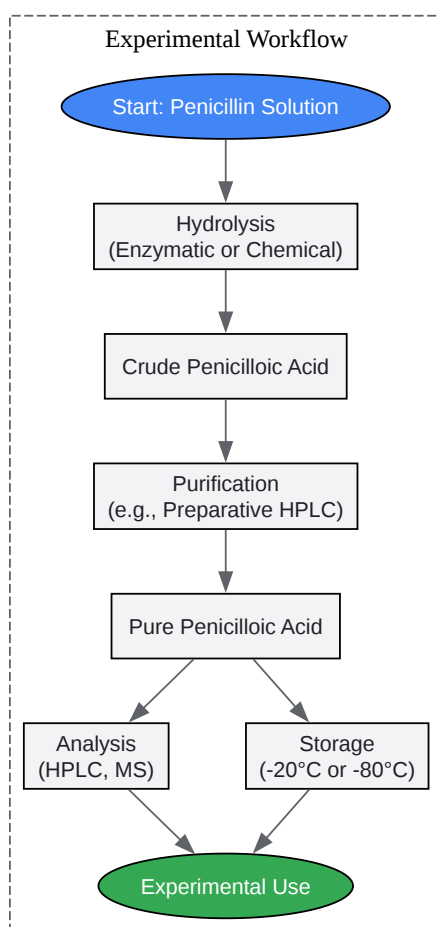 Experimental Workflow
Start: Penicillin Solution
Hydrolysis
(Enzymatic or Chemical)
Crude Penicilloic Acid
Purification
(e.g., Preparative HPLC)
Pure Penicilloic Acid
Analysis
(HPLC, MS)
Storage
(-20°C or -80°C)
Experimental Use